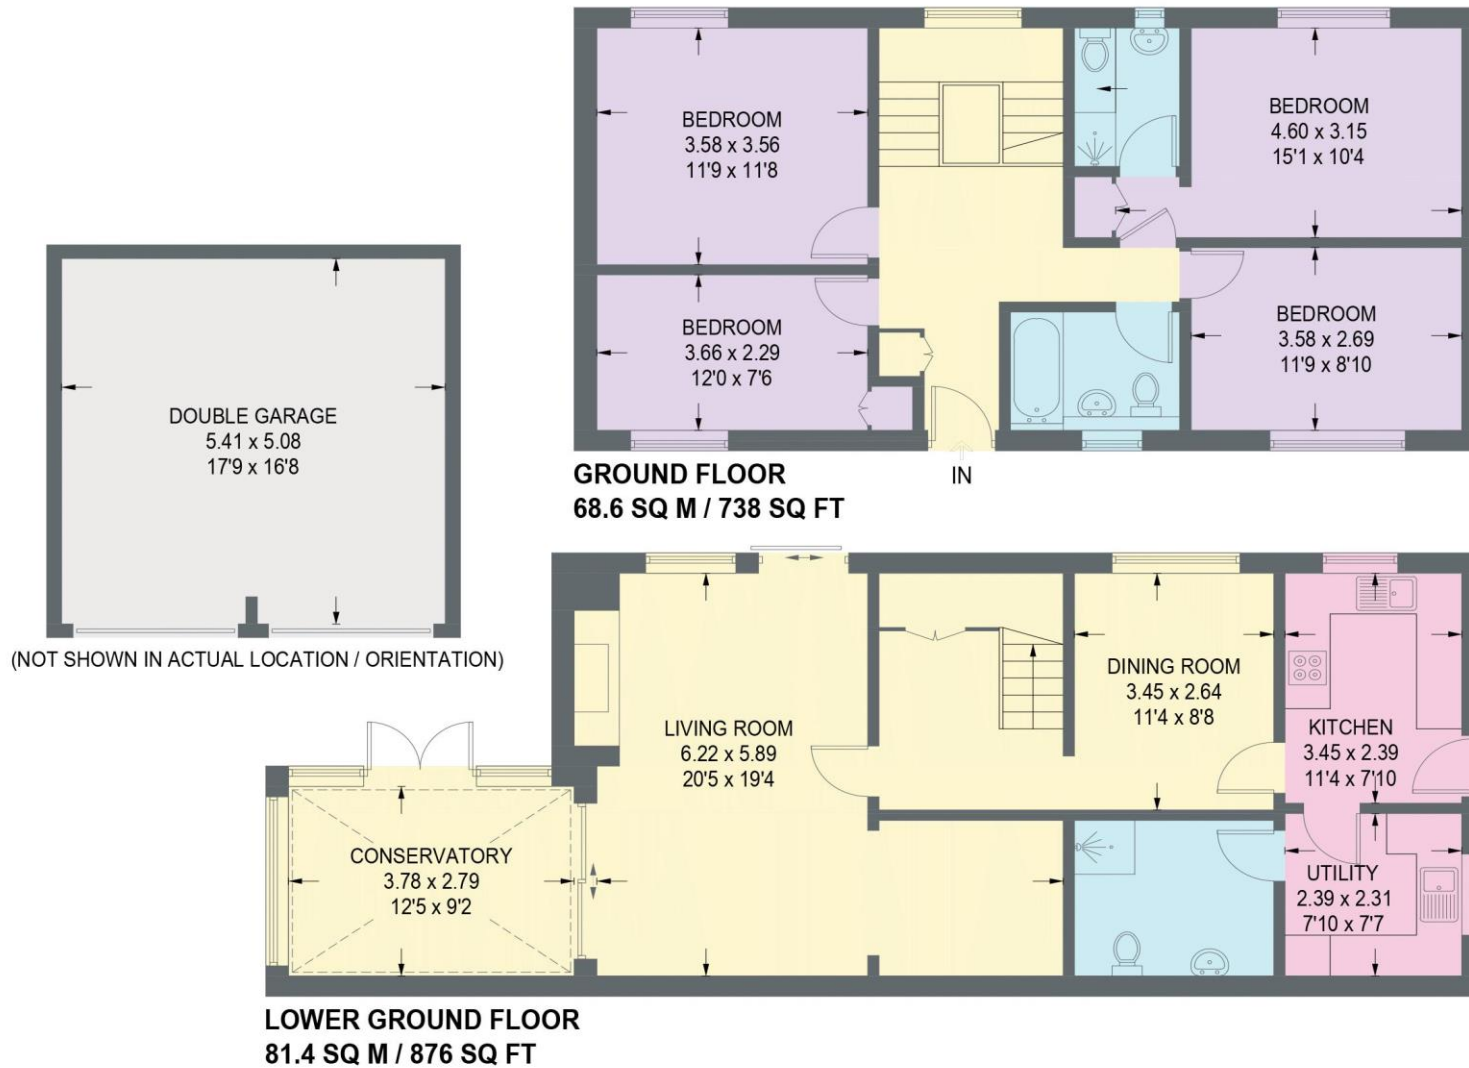 BEDROOM
3.58 x 3.56
11'9 x 11'8
BEDROOM
4.60 x 3.15
15'1 x 10'4
BEDROOM
3.66 x 2.29
12'0 x 7'6
BEDROOM
3.58 x 2.69
11'9 x 8'10
IN
GROUND FLOOR
68.6 SQ M / 738 SQ FT
DOUBLE GARAGE
5.41 x 5.08
17'9 x 16'8
(NOT SHOWN IN ACTUAL LOCATION / ORIENTATION)
LIVING ROOM
6.22 x 5.89
20'5 x 19'4
DINING ROOM
3.45 x 2.64
11'4 x 8'8
KITCHEN
3.45 x 2.39
11'4 x 7'10
CONSERVATORY
3.78 x 2.79
12'5 x 9'2
UTILITY
2.39 x 2.31
7'10 x 7'7
LOWER GROUND FLOOR
81.4 SQ M / 876 SQ FT